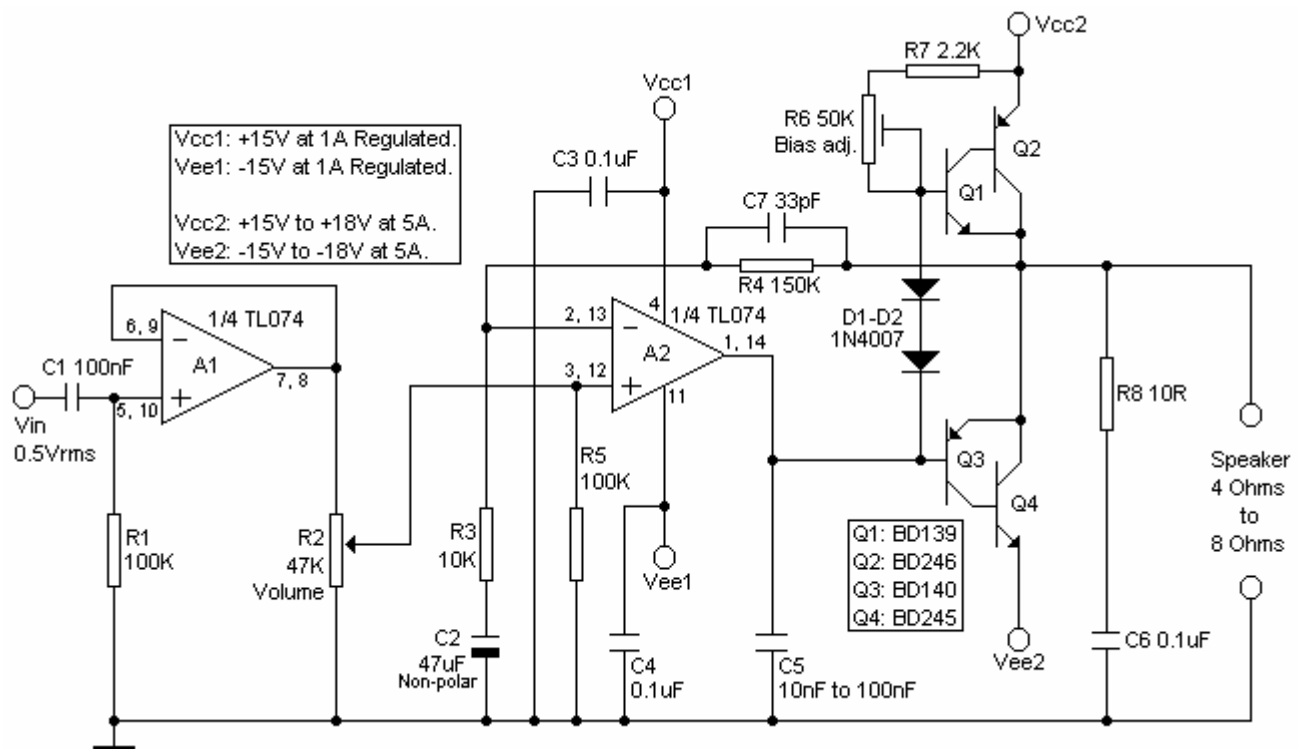 Vcc2
R7 2.2K
Vcc1
Vcc1: +15V at 1A Regulated.
Vee1: -15V at 1A Regulated.
Vcc2: +15V to +18V at 5A.
Vee2: -15V to -18V at 5A.
R6 50K
Bias adj.
Q2
C3 0.1uF
Q1
C7 33pF
R4 150K
6, 9
1/4 TL074
−
A1
+
7, 8
5, 10
C1 100nF
Vin
0.5Vrms
4
1/4 TL074
2, 13
−
A2
1, 14
3, 12
+
11
D1-D2
1N4007
R8 10R
R5
100K
Q3
Q4
Speaker
4 Ohms
to
8 Ohms
R1
100K
R2
47K
Volume
R3
10K
Vee1
Q1: BD139
Q2: BD246
Q3: BD140
Q4: BD245
C2
47uF
Non-polar
C4
0.1uF
C5
10nF to 100nF
Vee2
C6 0.1uF